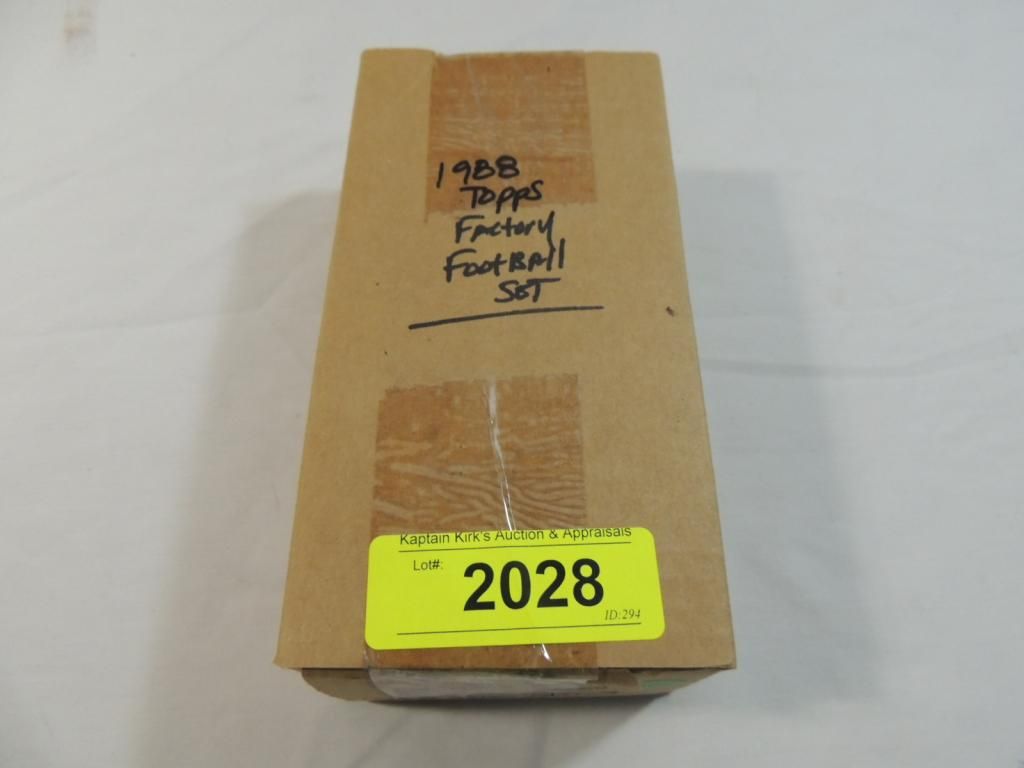 1988
Topps
Factory
FootBAll
SET
Kaptain Kirk's Auction & Appraisals
Lot#: 2028
ID:294